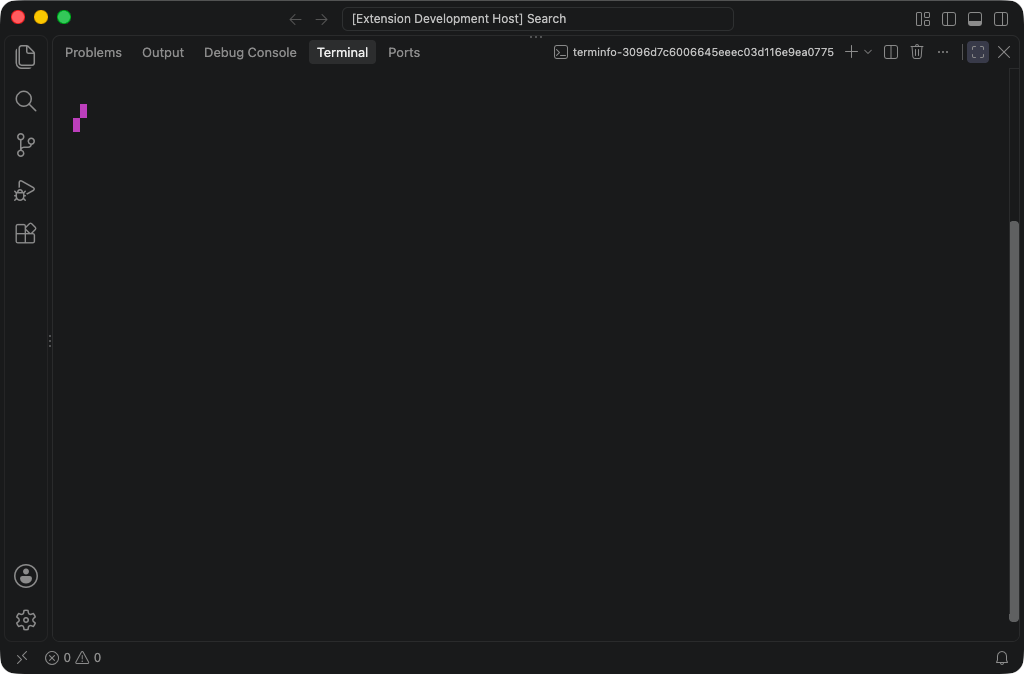 [Extension Development Host] Search
Problems Output Debug Console Terminal Ports
terminfo-3096d7c6006645eeec03d116e9ea0775
0 0